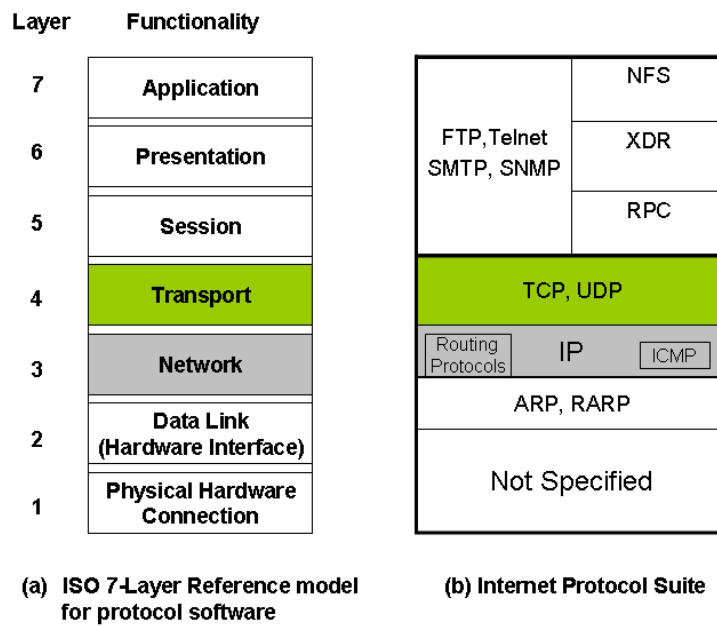 Layer Functionality
7 Application
6 Presentation
5 Session
4 Transport
3 Network
2 Data Link
(Hardware Interface)
1 Physical Hardware
Connection
FTP,Telnet
SMTP, SNMP
NFS
XDR
RPC
TCP, UDP
Routing
Protocols
IP
ICMP
ARP, RARP
Not Specified
(a) ISO 7-Layer Reference model
for protocol software
(b) Internet Protocol Suite